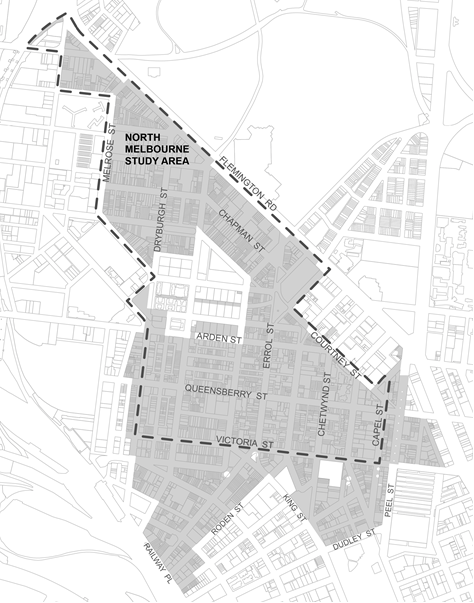 NORTH
MELBOURNE
STUDY AREA
MELROSE ST
FLEMINGTON RD
DRYBURGH ST
CHAPMAN ST
ARDEN ST
ERROL ST
COURTNEY ST
QUEENSBERRY ST
CHETWYND ST
CAPEL ST
VICTORIA ST
PEEL ST
RODEN ST
KING ST
DUDLEY ST
RAILWAY PL